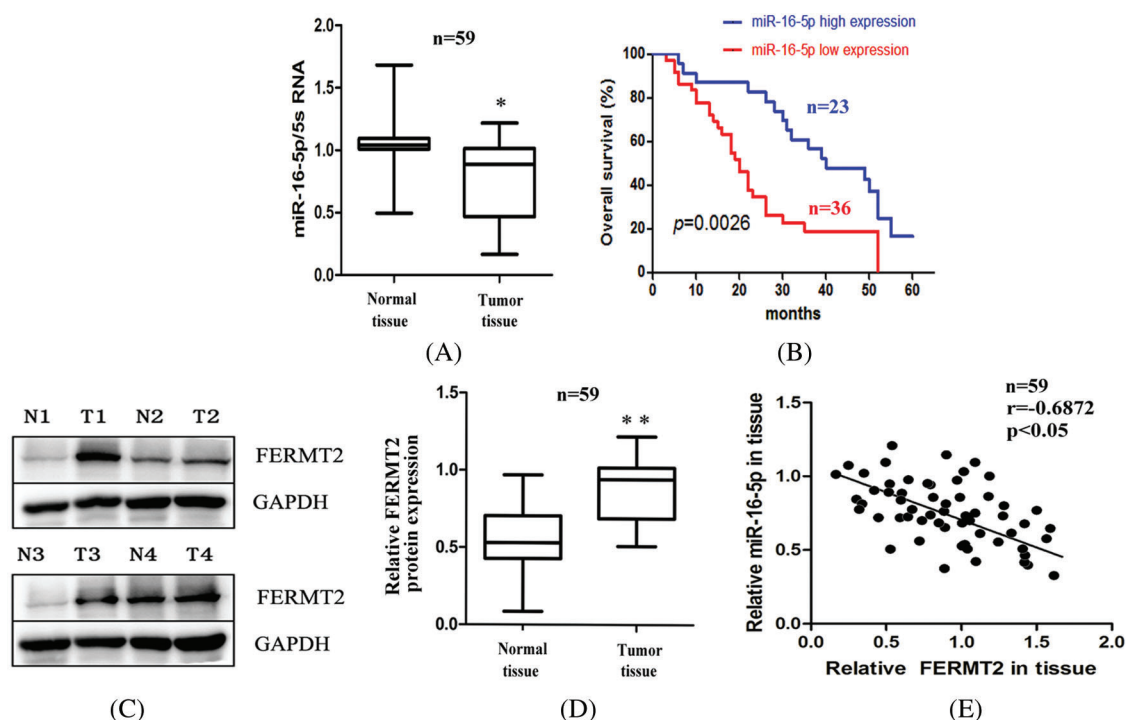 miR-16-5p/5s RNA
2.0
1.5
1.0
0.5
0.0
n=59
*
Normal
tissue
Tumor
tissue
(A)
miR-16-5p high expression
miR-16-5p low expression
Overall survival (%)
100
80
60
40
20
0
n=23
n=36
p=0.0026
0 10 20 30 40 50 60
months
(B)
N1 T1 N2 T2
FERMT2
GAPDH
N3 T3 N4 T4
FERMT2
GAPDH
(C)
Relative FERMT2
protein expression
1.5
1.0
0.5
0.0
n=59
**
Normal
tissue
Tumor
tissue
(D)
Relative miR-16-5p in tissue
1.5
1.0
0.5
0.0
n=59
r=-0.6872
p<0.05
0.0 0.5 1.0 1.5 2.0
Relative FERMT2 in tissue
(E)